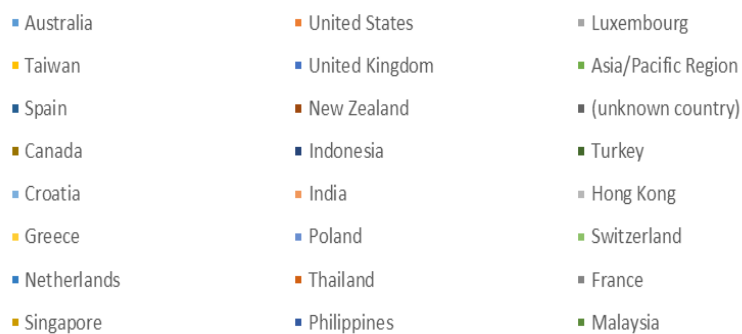 Australia United States Luxembourg
Taiwan United Kingdom Asia/Pacific Region
Spain New Zealand (unknown country)
Canada Indonesia Turkey
Croatia India Hong Kong
Greece Poland Switzerland
Netherlands Thailand France
Singapore Philippines Malaysia